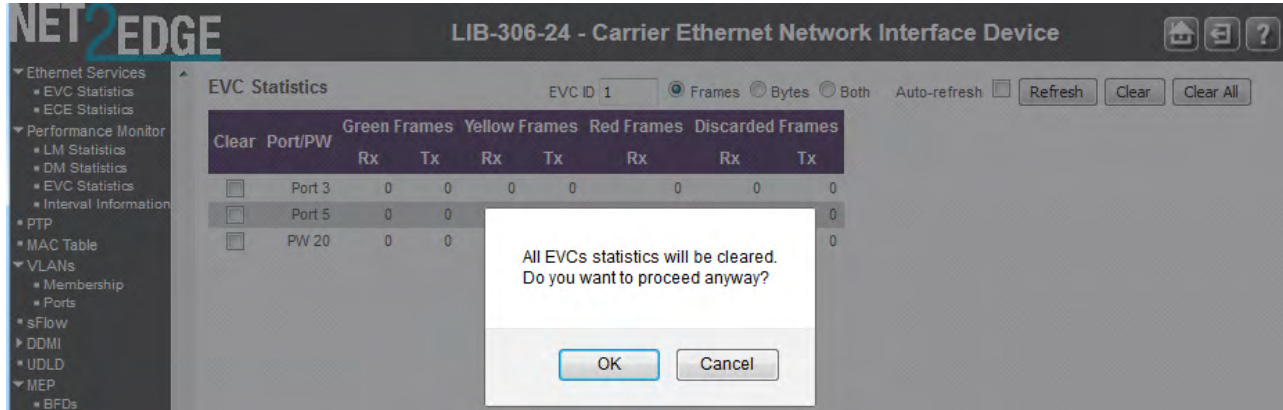 NET2EDGE
LIB-306-24 - Carrier Ethernet Network Interface Device
?
Ethernet Services
EVC Statistics
ECE Statistics
Performance Monitor
LM Statistics
DM Statistics
EVC Statistics
Interval Information
PTP
MAC Table
VLANs
Membership
Ports
sFlow
DDMI
UDLD
MEP
BFDs
EVC Statistics
EVC ID 1 Frames Bytes Both Auto-refresh Refresh Clear Clear All
Clear Port/PW Green Frames Yellow Frames Red Frames Discarded Frames
Rx Tx Rx Tx Rx Rx Tx
Port 3 0 0 0 0 0 0 0
Port 5 0 0 0
PW 20 0 0 0
All EVCs statistics will be cleared.
Do you want to proceed anyway?
OK Cancel